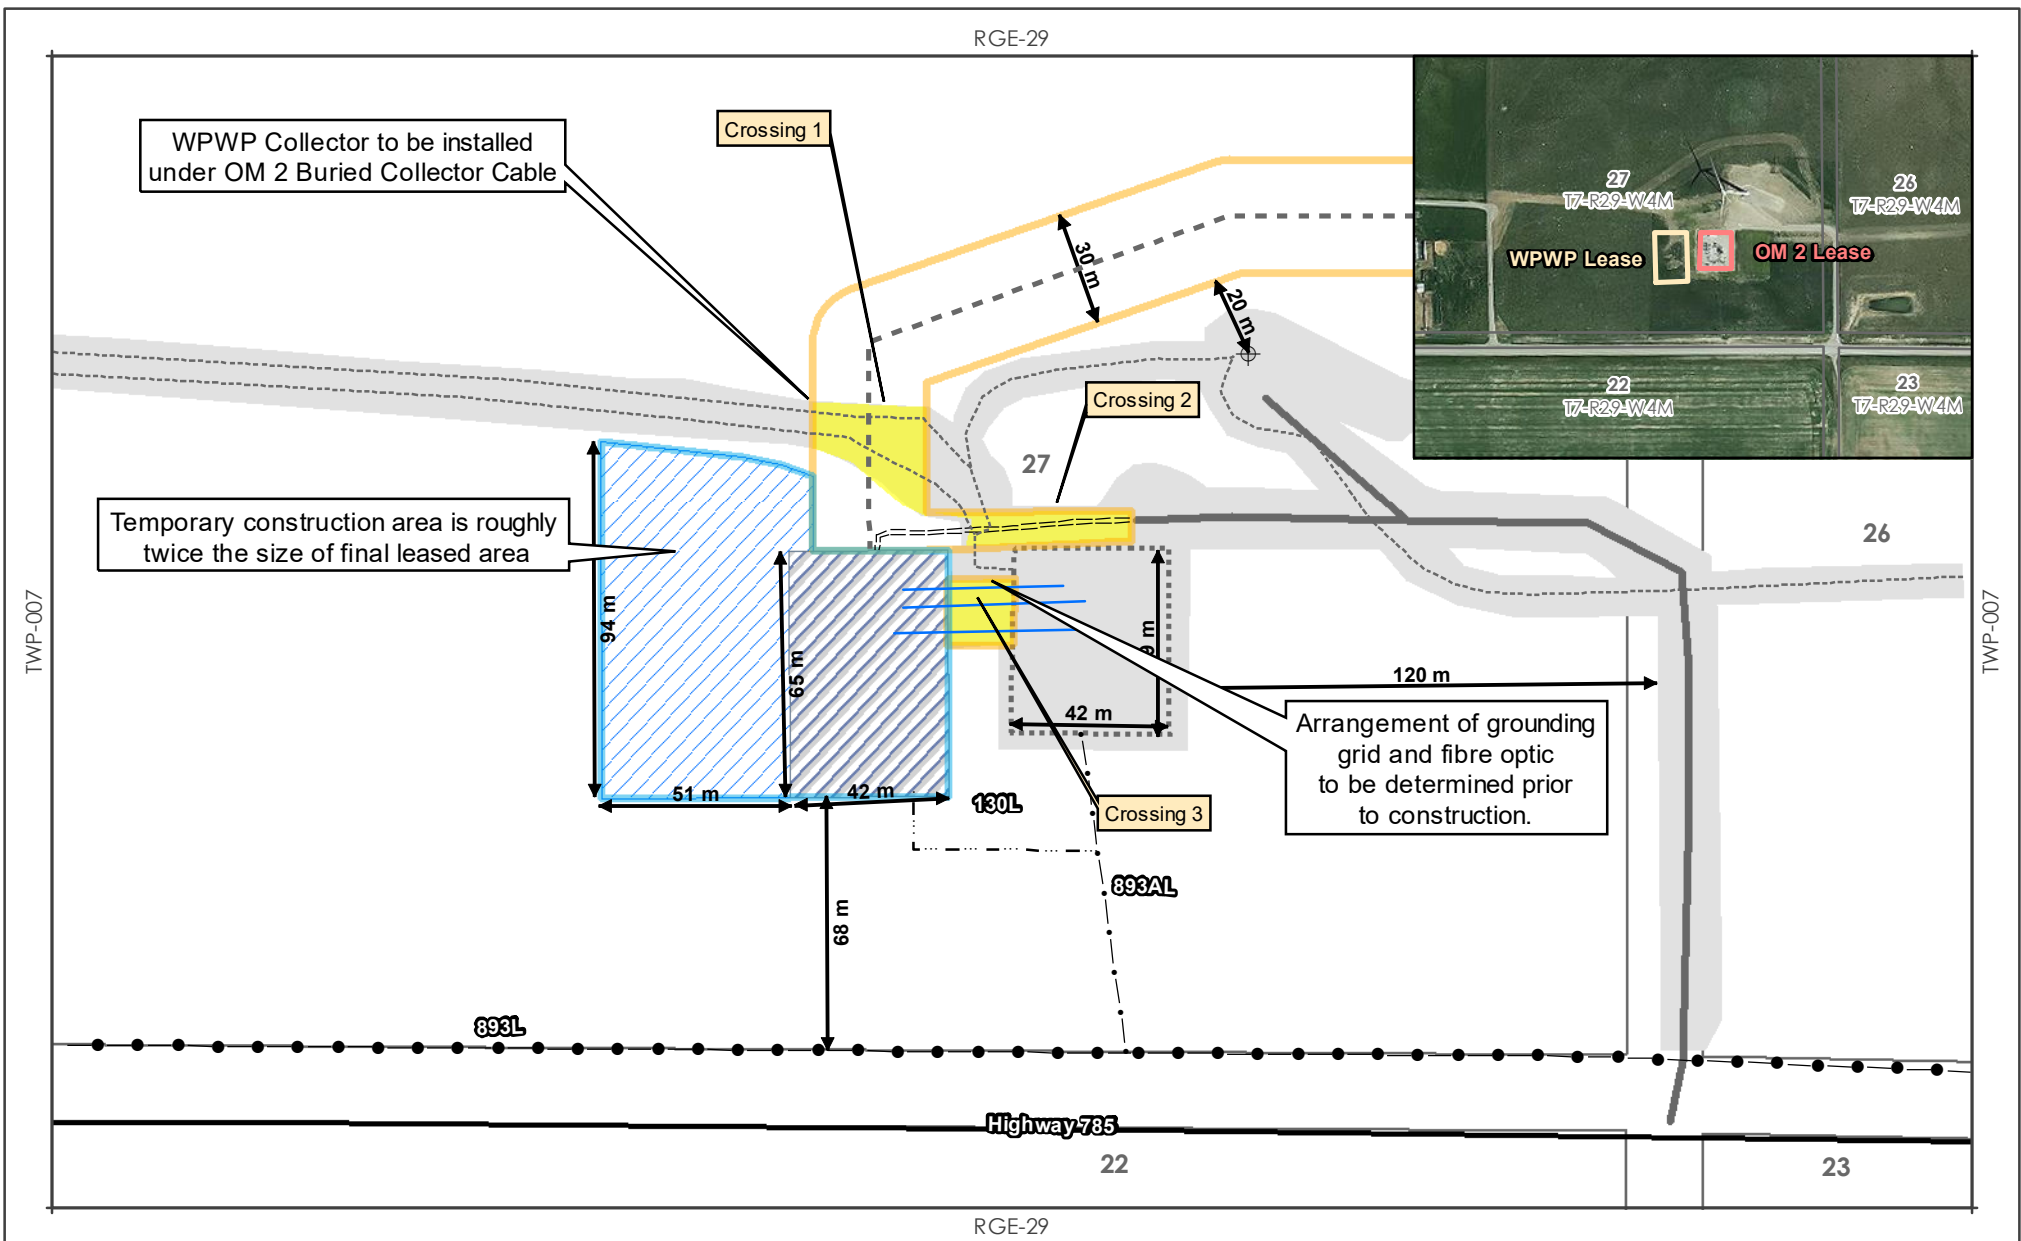 RGE-29
WPWP Collector to be installed
under OM 2 Buried Collector Cable
Crossing 1
30 m
20 m
27
T7-R29-W4M
26
T7-R29-W4M
WPWP Lease
OM 2 Lease
22
T7-R29-W4M
23
T7-R29-W4M
Crossing 2
27
26
Temporary construction area is roughly
twice the size of final leased area
TWP-007
TWP-007
94 m
65 m
m
120 m
42 m
Arrangement of grounding
grid and fibre optic
to be determined prior
to construction.
51 m
42 m
130L
Crossing 3
893AL
68 m
893L
Highway 785
22
23
RGE-29